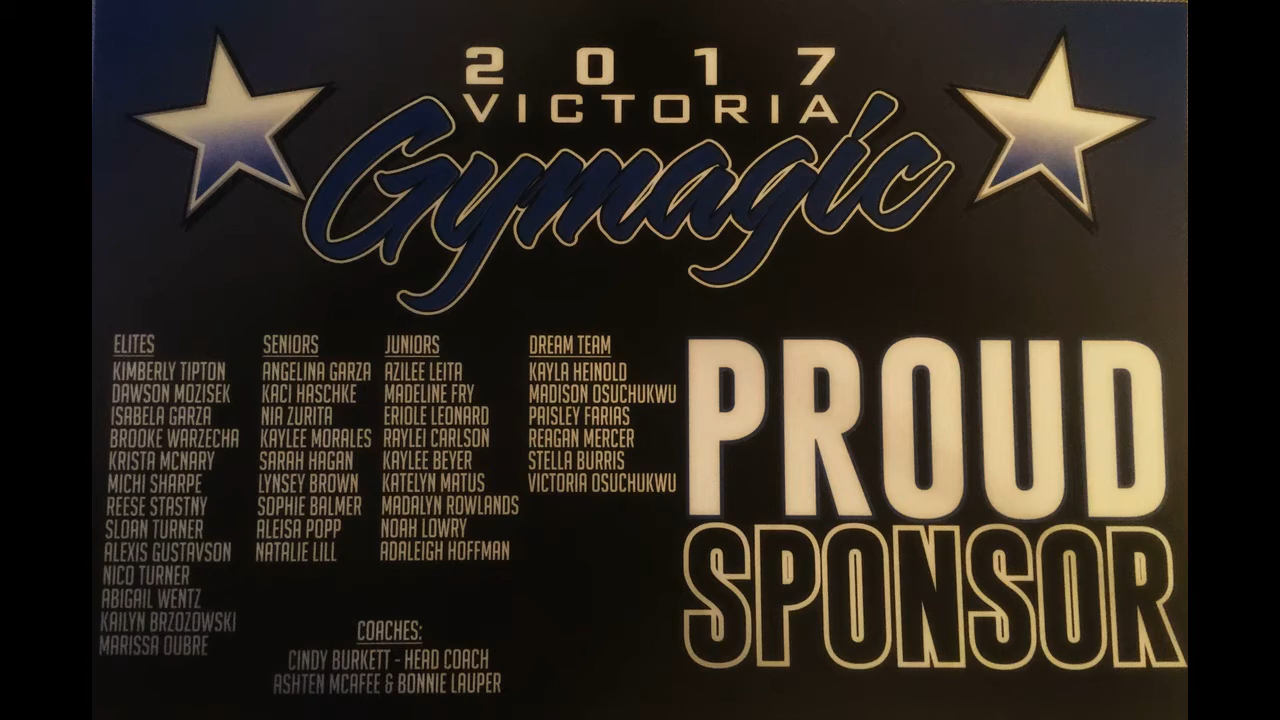 2017
VICTORIA
Gymagic
ELITES
KIMBERLY TIPTON
DAWSON MOZISEK
ISABELA GARZA
BROOKE WARZECHA
KRISTA MCNARY
MICHI SHARPE
REESE STASTNY
SLOAN TURNER
ALEXIS GUSTAVSON
NICO TURNER
ABIGAIL WENTZ
KAILYN BRZOZOWSKI
MARISSA OUBRE
SENIORS
ANGELINA GARZA
KACI HASCHKE
NIA ZURITA
KAYLEE MORALES
SARAH HAGAN
LYNSEY BROWN
SOPHIE BALMER
ALEISA POPP
NATALIE LILL
JUNIORS
AZILEE LEITA
MADELINE FRY
ERIOLE LEONARD
RAYLEI CARLSON
KAYLEE BEYER
KATELYN MATUS
MADALYN ROWLANDS
NOAH LOWRY
ADALEIGH HOFFMAN
DREAM TEAM
KAYLA HEINOLD
MADISON OSUCHUKWU
PAISLEY FARIAS
REAGAN MERCER
STELLA BURRIS
VICTORIA OSUCHUKWU
COACHES:
CINDY BURKETT - HEAD COACH
ASHTEN MCAFEE & BONNIE LAUPER
PROUD
SPONSOR